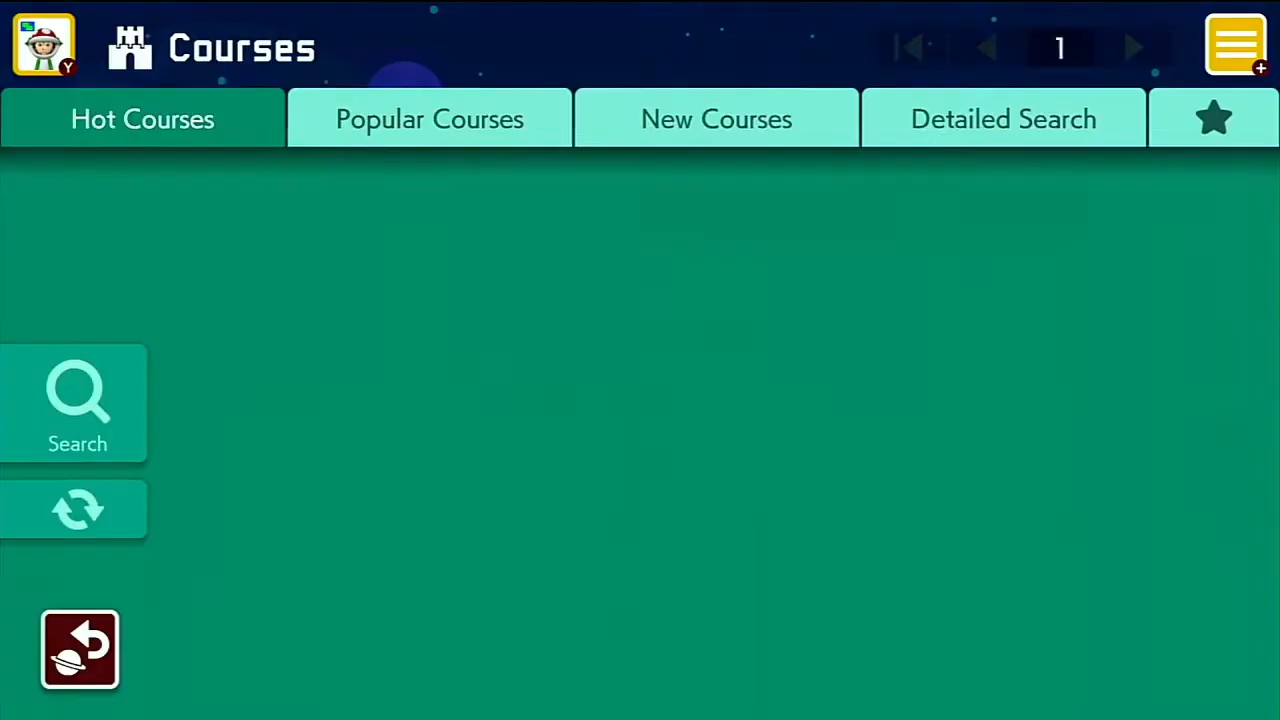 Y
Courses
1
+
Hot Courses
Popular Courses
New Courses
Detailed Search
Search